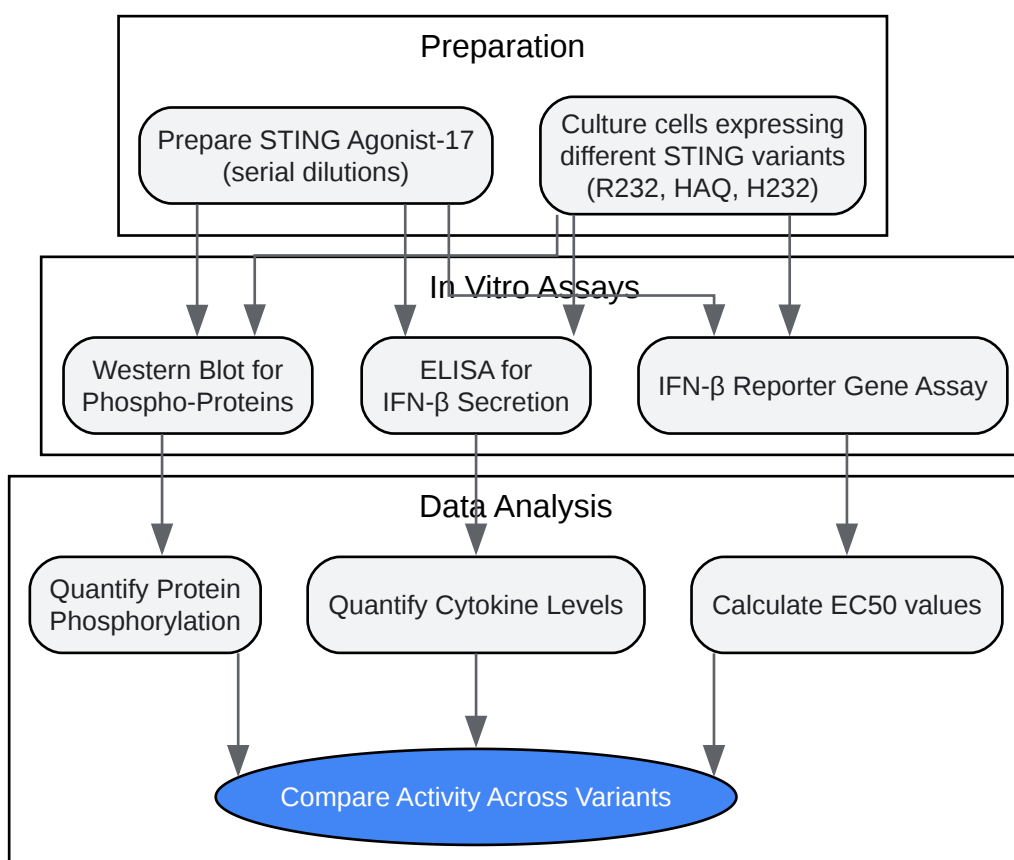 Preparation
Prepare STING Agonist-17
(serial dilutions)
Culture cells expressing
different STING variants
(R232, HAQ, H232)
In Vitro Assays
Western Blot for
Phospho-Proteins
ELISA for
IFN-β Secretion
IFN-β Reporter Gene Assay
Data Analysis
Quantify Protein
Phosphorylation
Quantify Cytokine Levels
Calculate EC50 values
Compare Activity Across Variants